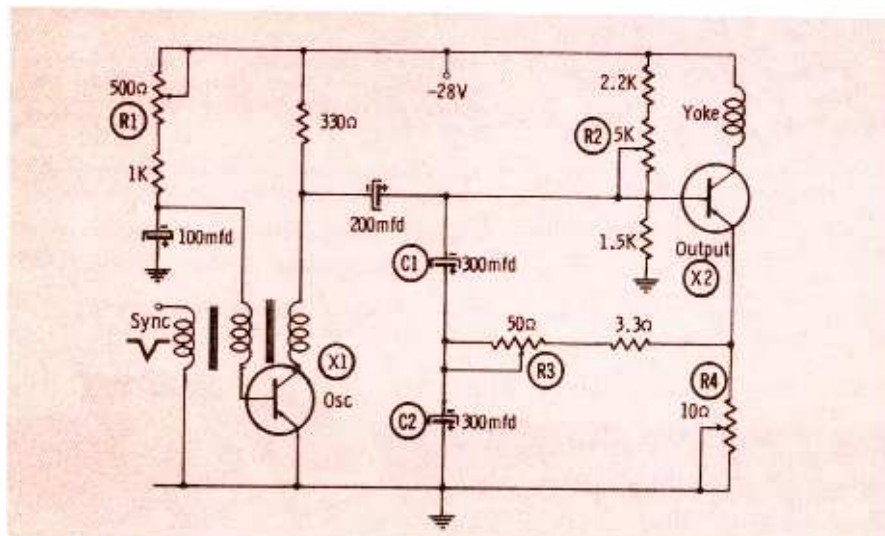 -28V
500Ω
R1
330Ω
2.2K
R2 5K
Yoke
1K
200mfd
100mfd
1.5K
Output
X2
C1 300mfd
Sync
50Ω
3.3Ω
X1
R3
R4
Osc
10Ω
C2 300mfd